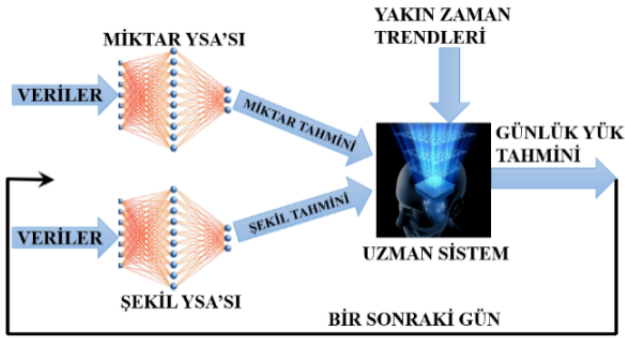 YAKIN ZAMAN
TRENDLERİ
MİKTAR YSA'SI
VERİLER
MİKTAR TAHMİNİ
GÜNLÜK YÜK
TAHMİNİ
VERİLER
ŞEKİL TAHMİNİ
UZMAN SİSTEM
ŞEKİL YSA'SI
BİR SONRAKİ GÜN